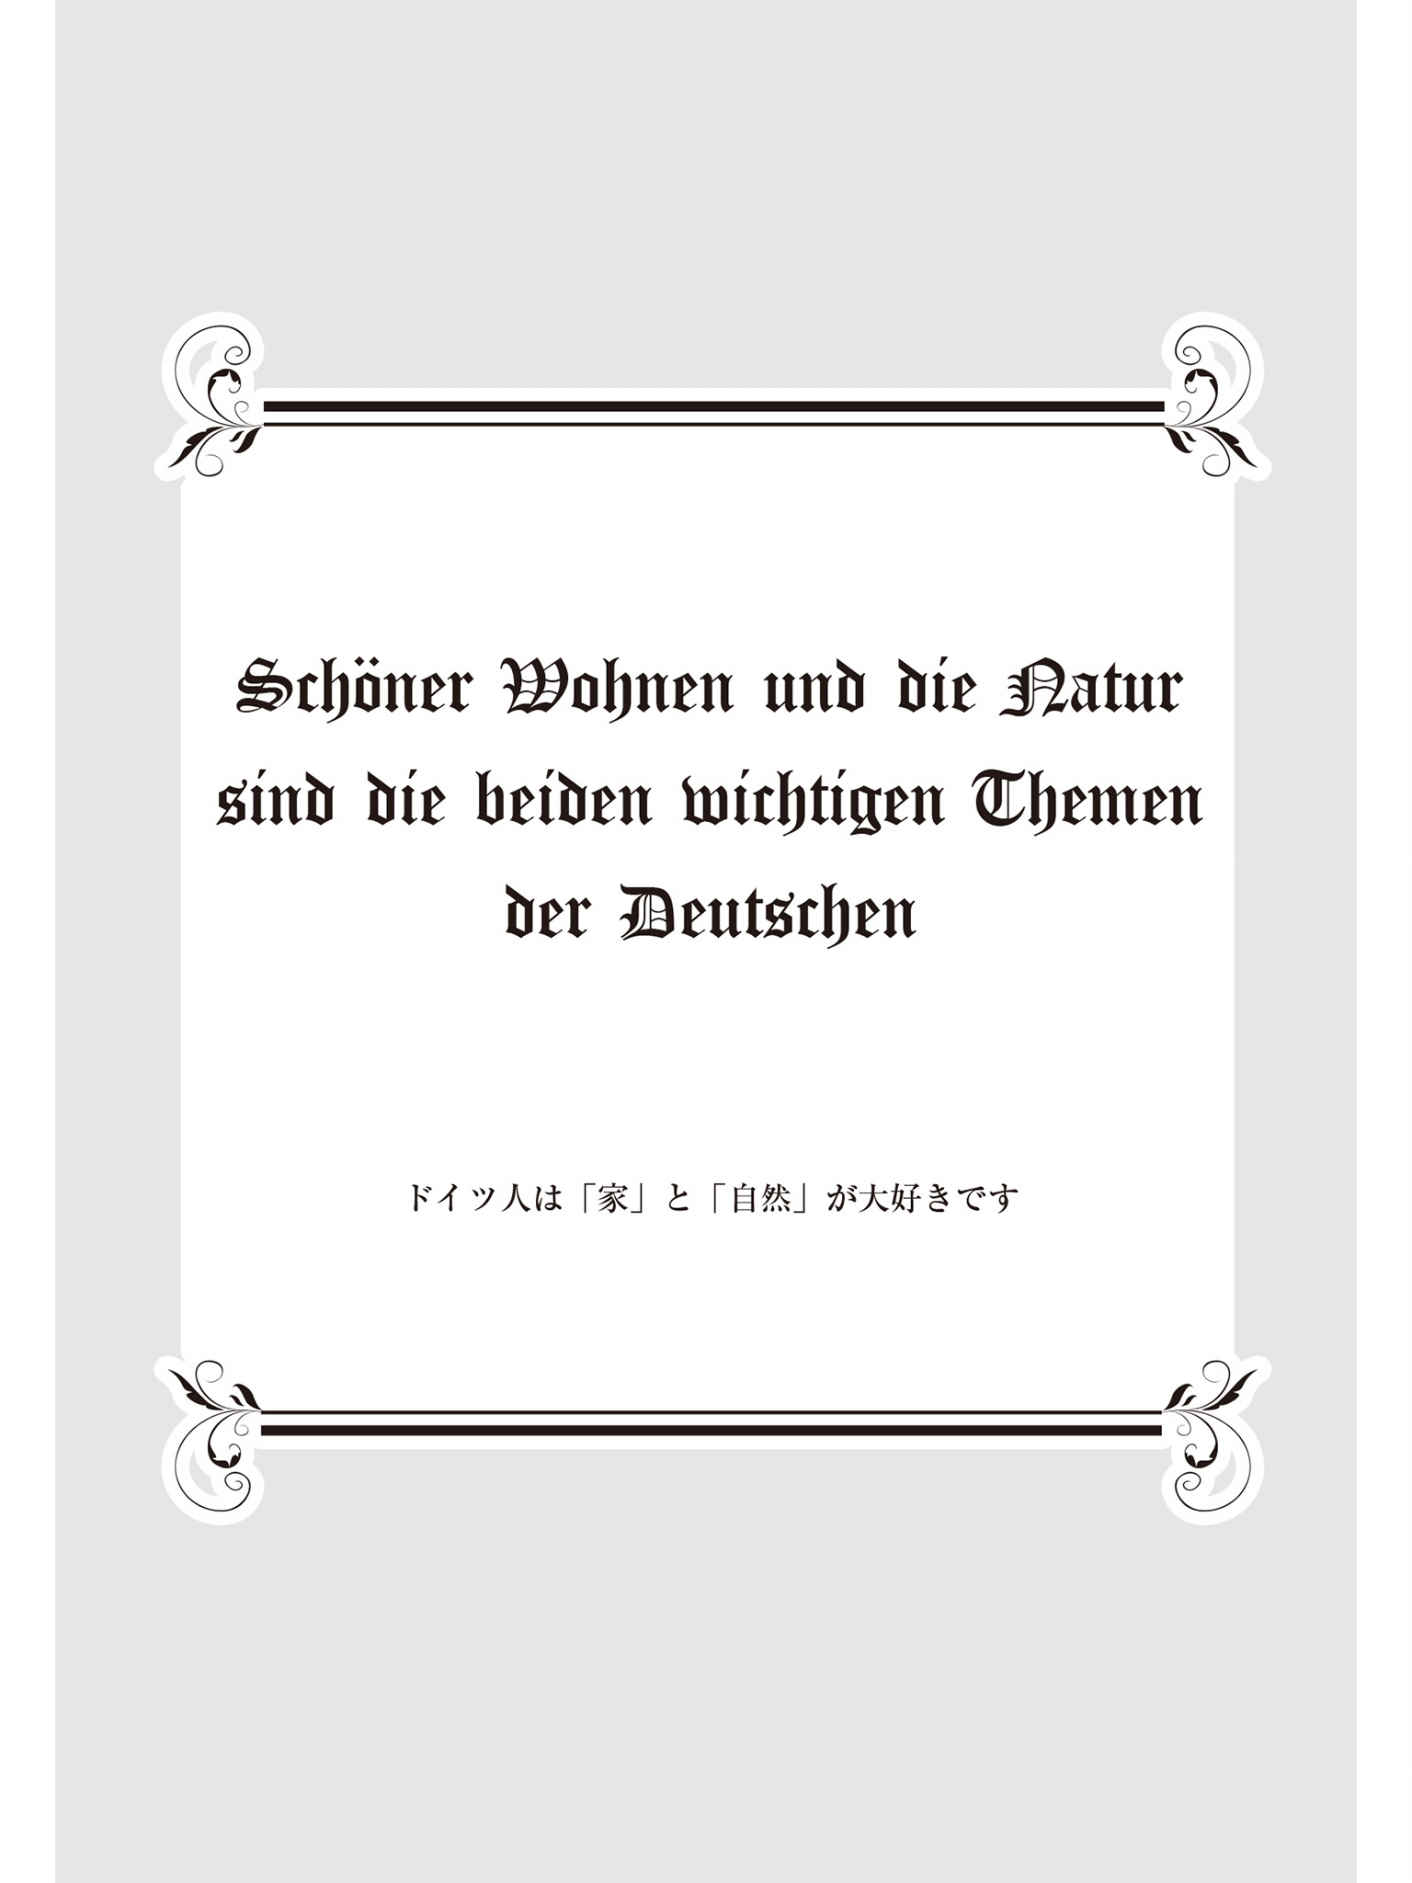 Schöner Wohnen und die Natur
sind die beiden wichtigen Themen
der Deutschen
ドイツ人は「家」と「自然」が大好きです